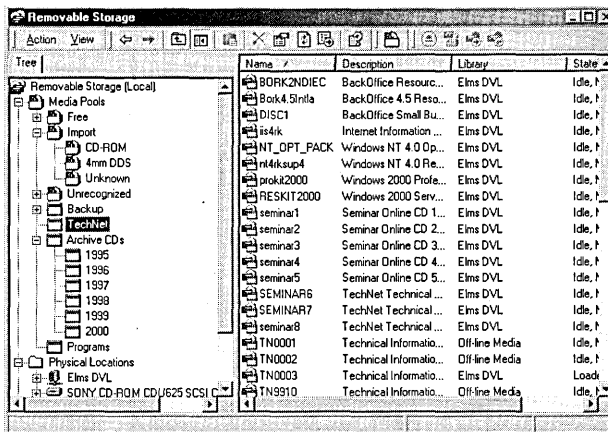 Removable Storage
Action View
Tree
Removable Storage (Local)
Media Pools
Free
Import
CD-ROM
4mm DDS
Unknown
Unrecognized
Backup
TechNet
Archive CDs
1995
1996
1997
1998
1999
2000
Programs
Physical Locations
Elms DVL
SONY CD-ROM CDU625 SCSI C
Name Description Library State
BORK2NDIEC BackOffice Resourc... Elms DVL Idle, N
Bork4.5Intla BackOffice 4.5 Reso... Elms DVL Idle, N
DISC1 BackOffice Small Bu... Elms DVL Idle, N
iis4rk Internet Information ... Elms DVL Idle, N
NT_OPT_PACK Windows NT 4.0 Op... Elms DVL Idle, N
nt4rksup4 Windows NT 4.0 Re... Elms DVL Idle, N
prokit2000 Windows 2000 Profe... Elms DVL Idle, N
RESKIT2000 Windows 2000 Serv... Elms DVL Idle, N
seminar1 Seminar Online CD 1... Elms DVL Idle, N
seminar2 Seminar Online CD 2... Elms DVL Idle, N
seminar3 Seminar Online CD 3... Elms DVL Idle, N
seminar4 Seminar Online CD 4... Elms DVL Idle, N
seminar5 Seminar Online CD 5... Elms DVL Idle, N
SEMINAR6 TechNet Technical ... Elms DVL Idle, N
SEMINAR7 TechNet Technical ... Elms DVL Idle, N
seminar8 TechNet Technical ... Elms DVL Idle, N
TN0001 Technical Informatio... Off-line Media Idle, N
TN0002 Technical Informatio... Off-line Media Idle, N
TN0003 Technical Informatio... Elms DVL Loade
TN9910 Technical Informatio... Off-line Media Idle, N